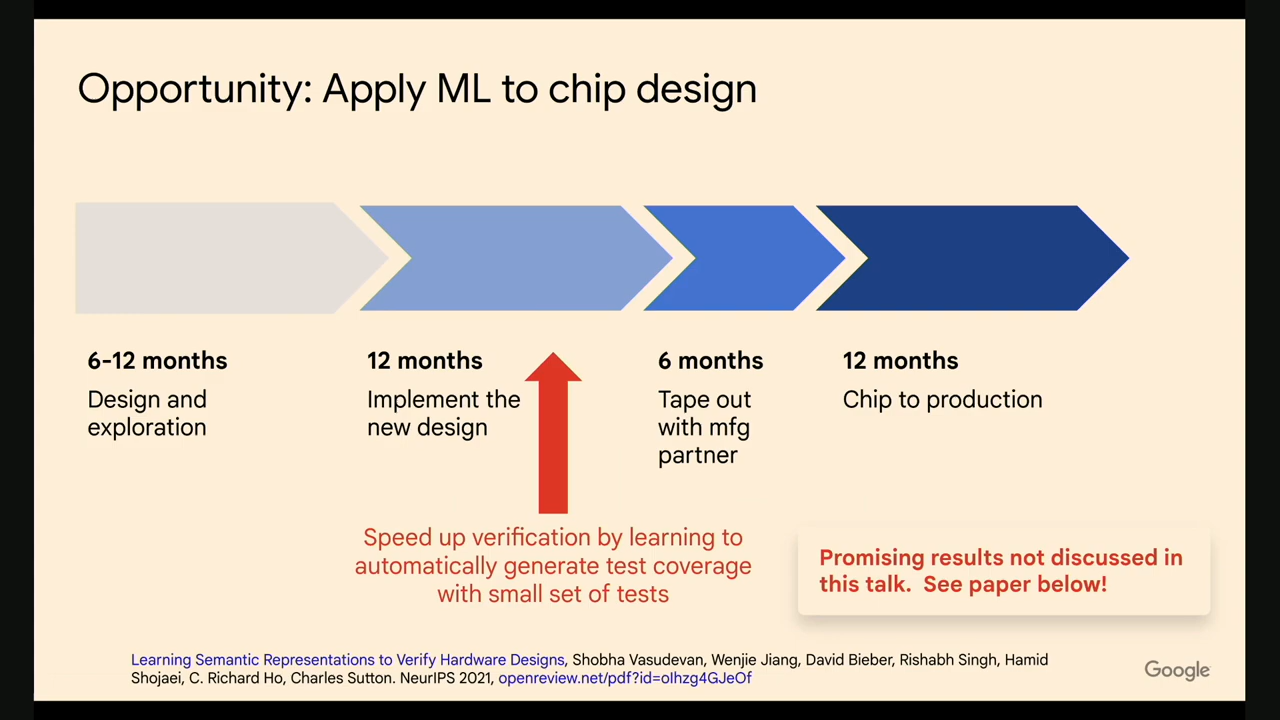 Opportunity: Apply ML to chip design
6-12 months
Design and
exploration
12 months
Implement the
new design
6 months
Tape out
with mfg
partner
12 months
Chip to production
Speed up verification by learning to
automatically generate test coverage
with small set of tests
Promising results not discussed in
this talk. See paper below!
Learning Semantic Representations to Verify Hardware Designs, Shobha Vasudevan, Wenjie Jiang, David Bieber, Rishabh Singh, Hamid
Shojaei, C. Richard Ho, Charles Sutton. NeurIPS 2021, openreview.net/pdf?id=oIhzg4GJeOf
Google